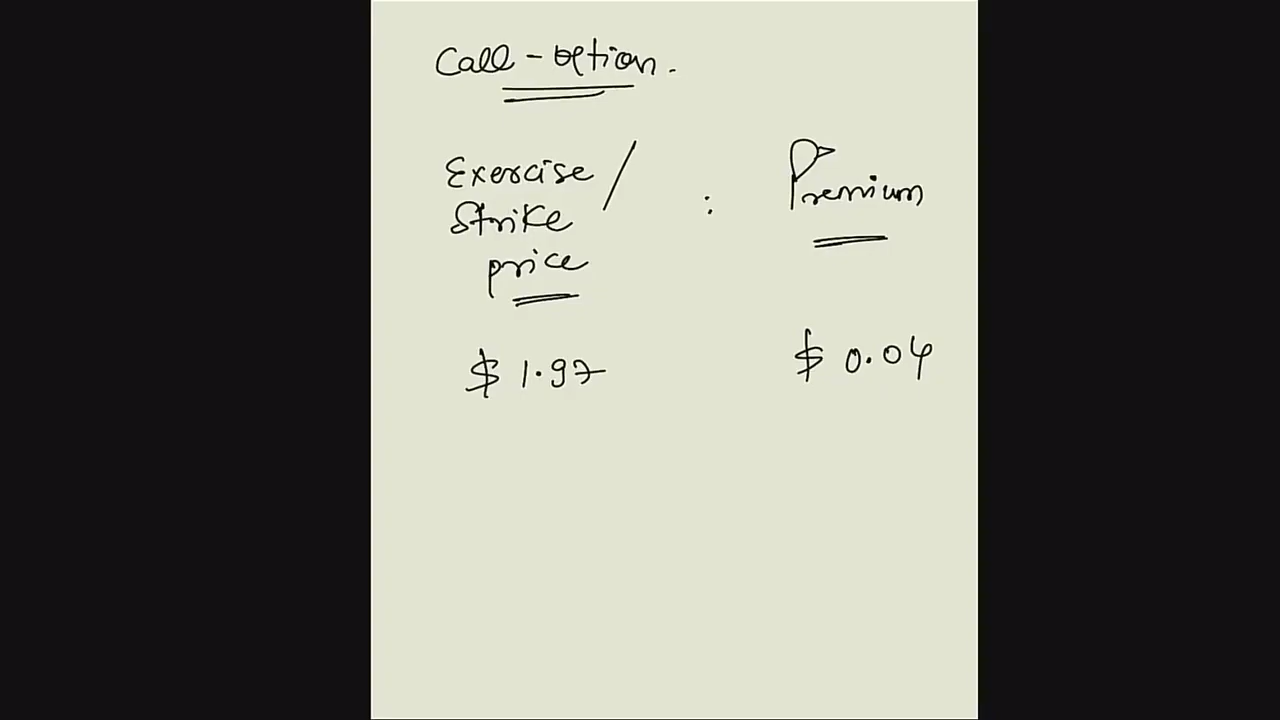 Call - option.
Exercise /
Strike
price
: Premium
$ 1.97
$ 0.04